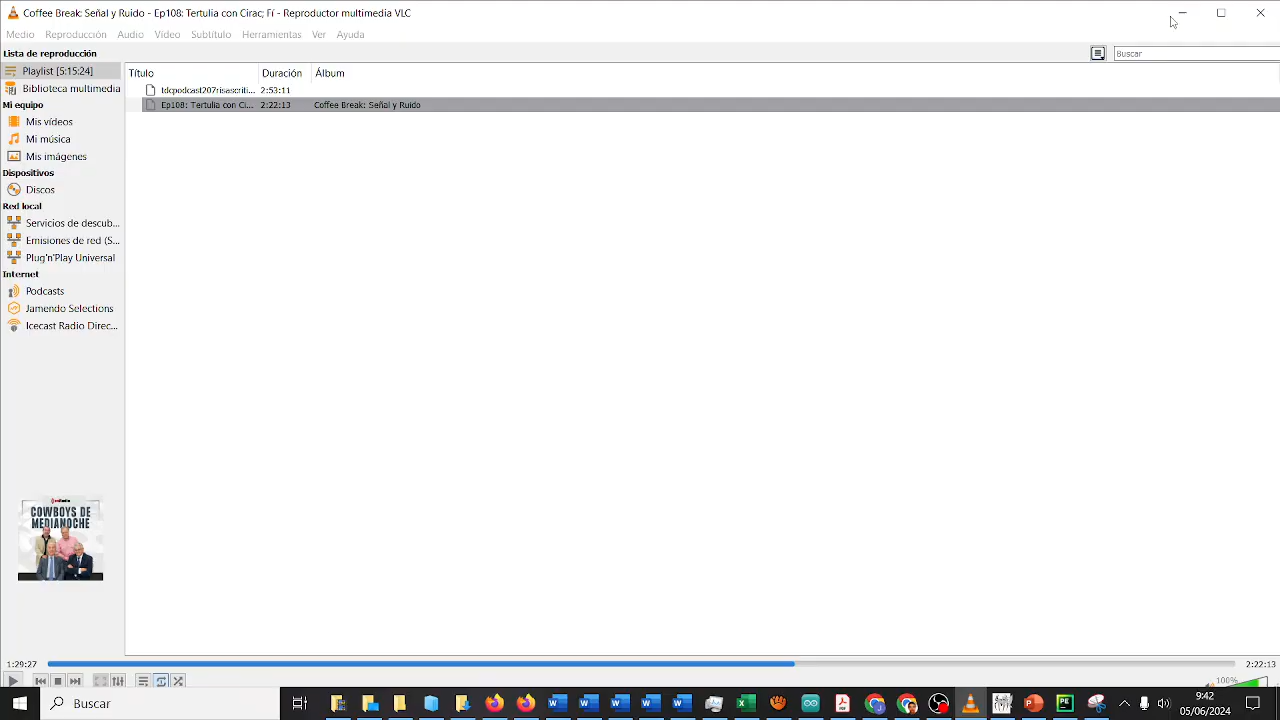 Coffee Break: Señal y Ruido - Ep108: Tertulia con Cirac; Fí - Reproductor multimedia VLC
Medio Reproducción Audio Vídeo Subtítulo Herramientas Ver Ayuda
Lista de reproducción
Buscar
Playlist [5:15:24]
Título Duración Álbum
Biblioteca multimedia
tdcpodcast207risascriti... 2:53:11
Mi equipo
Ep108: Tertulia con Ci... 2:22:13 Coffee Break: Señal y Ruido
Mis vídeos
Mi música
Mis imágenes
Dispositivos
Discos
Red local
Servicios de descub...
Emisiones de red (S...
Plug'n'Play Universal
Internet
Podcasts
Jamendo Selections
Icecast Radio Direc...
esRadio
COWBOYS DE
MEDIANOCHE
1:29:27 2:22:13
100%
Buscar
9:42
05/06/2024